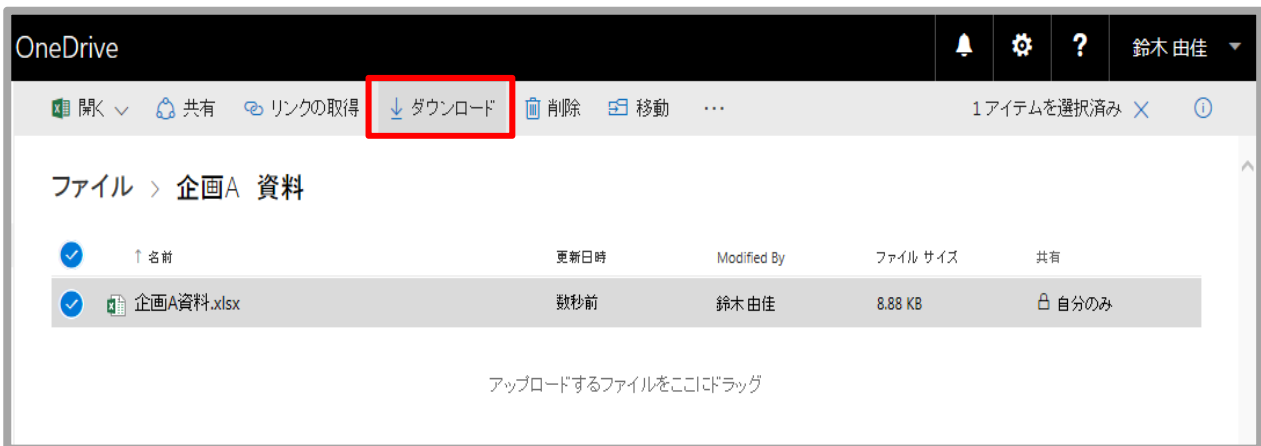 OneDrive ? 鈴木 由佳
開く 共有 リンクの取得 ダウンロード 削除 移動 … 1 アイテムを選択済み
ファイル > 企画A 資料
↑ 名前 更新日時 Modified By ファイル サイズ 共有
企画A資料.xlsx 数秒前 鈴木 由佳 8.88 KB 自分のみ
アップロードするファイルをここにドラッグ